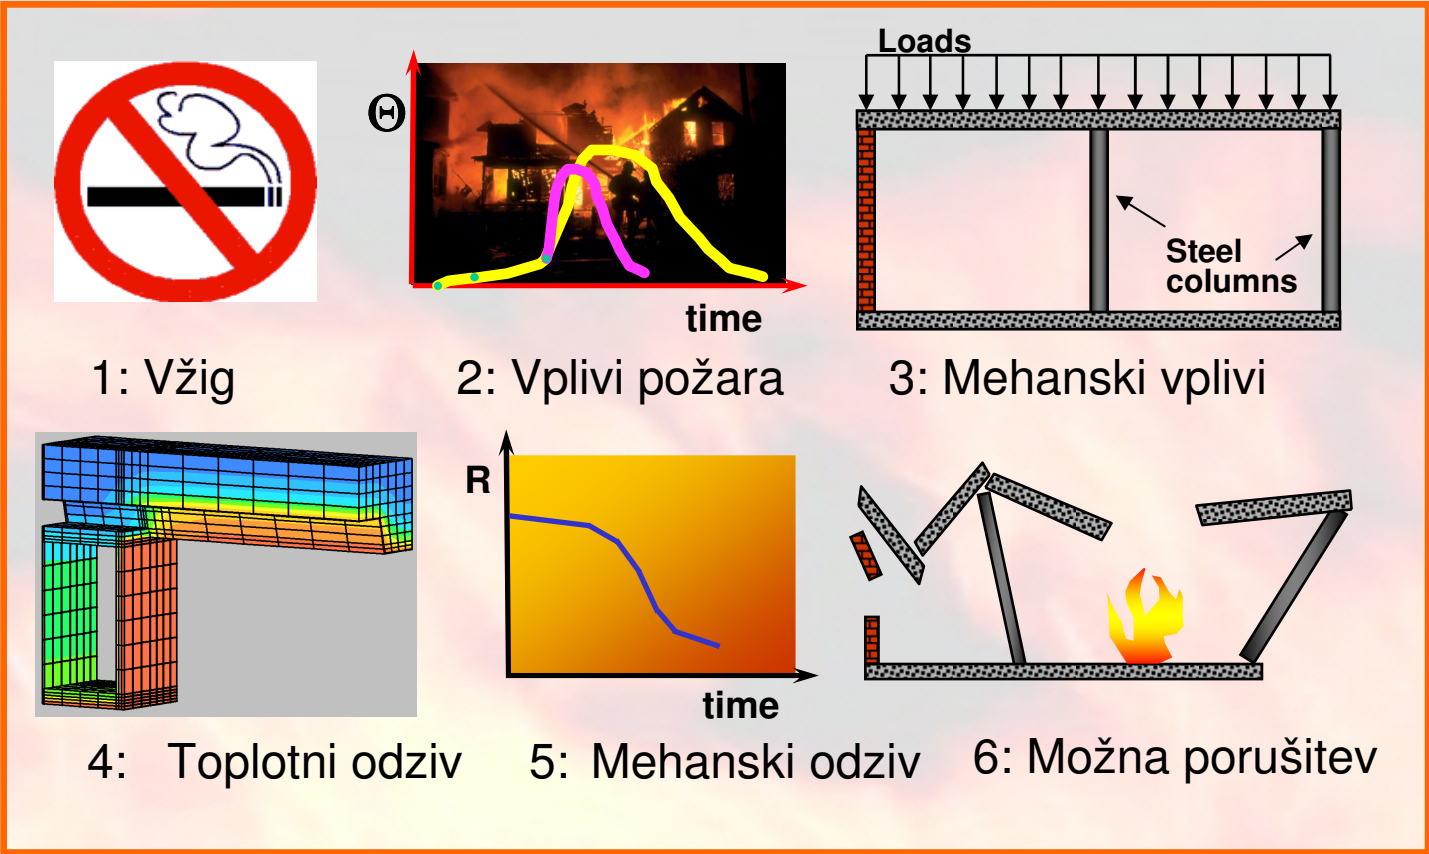 Loads
Θ
time
Steel
columns
1: Vžig
2: Vplivi požara
3: Mehanski vplivi
R
time
4: Toplotni odziv
5: Mehanski odziv
6: Možna porušitev